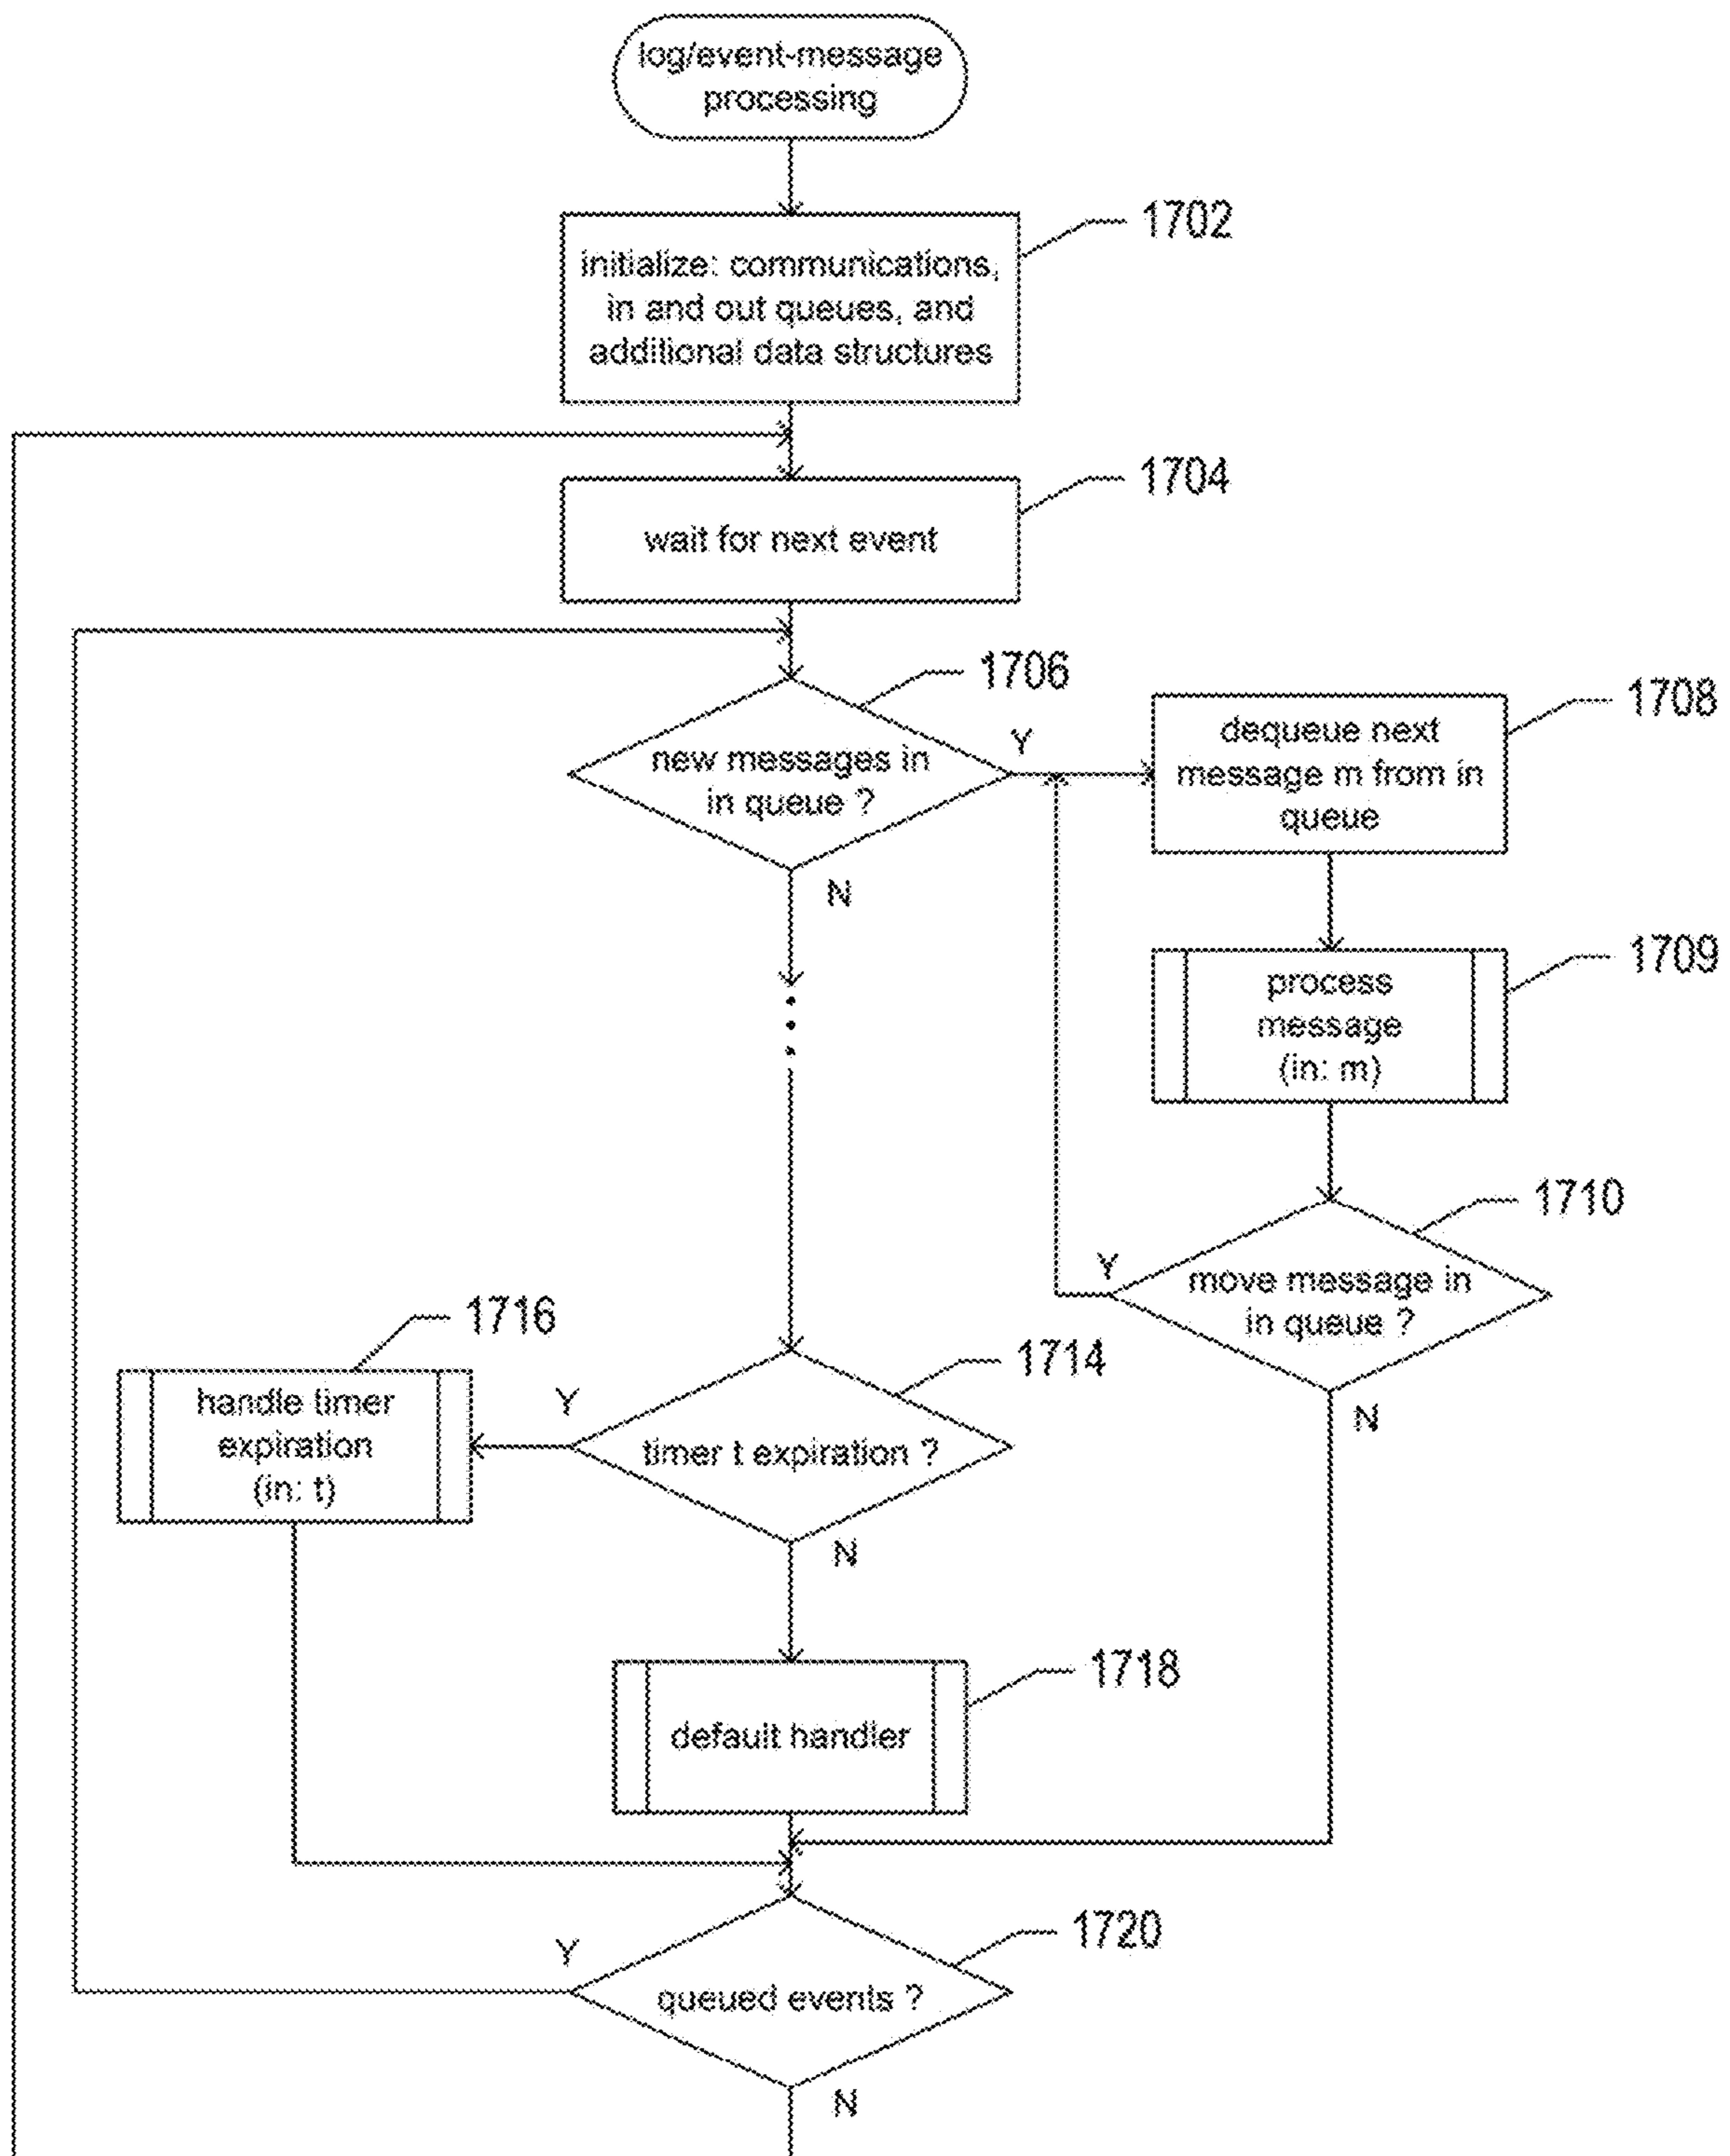 log/event-message
processing
1702
initialize: communications,
in and out queues, and
additional data structures
1704
wait for next event
1706
new messages in
in queue ?
Y
N
1708
dequeue next
message m from in
queue
1709
process
message
(in: m)
1710
move message in
in queue ?
Y
N
1716
handle timer
expiration
(in: t)
1714
timer t expiration ?
Y
N
1718
default handler
1720
queued events ?
Y
N